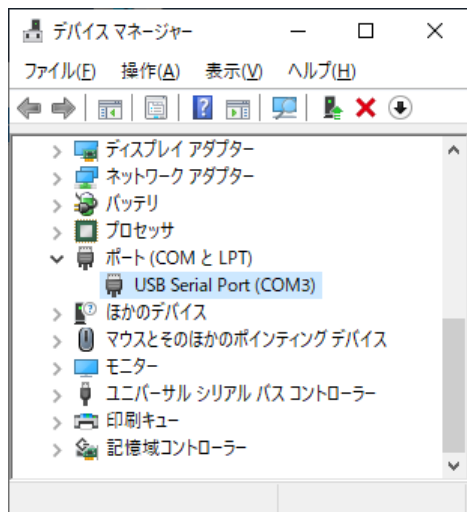 デバイス マネージャー
ファイル(F) 操作(A) 表示(V) ヘルプ(H)
ディスプレイ アダプター
ネットワーク アダプター
バッテリ
プロセッサ
ポート (COM と LPT)
USB Serial Port (COM3)
ほかのデバイス
マウスとそのほかのポインティング デバイス
モニター
ユニバーサル シリアル バス コントローラー
印刷キュー
記憶域コントローラー